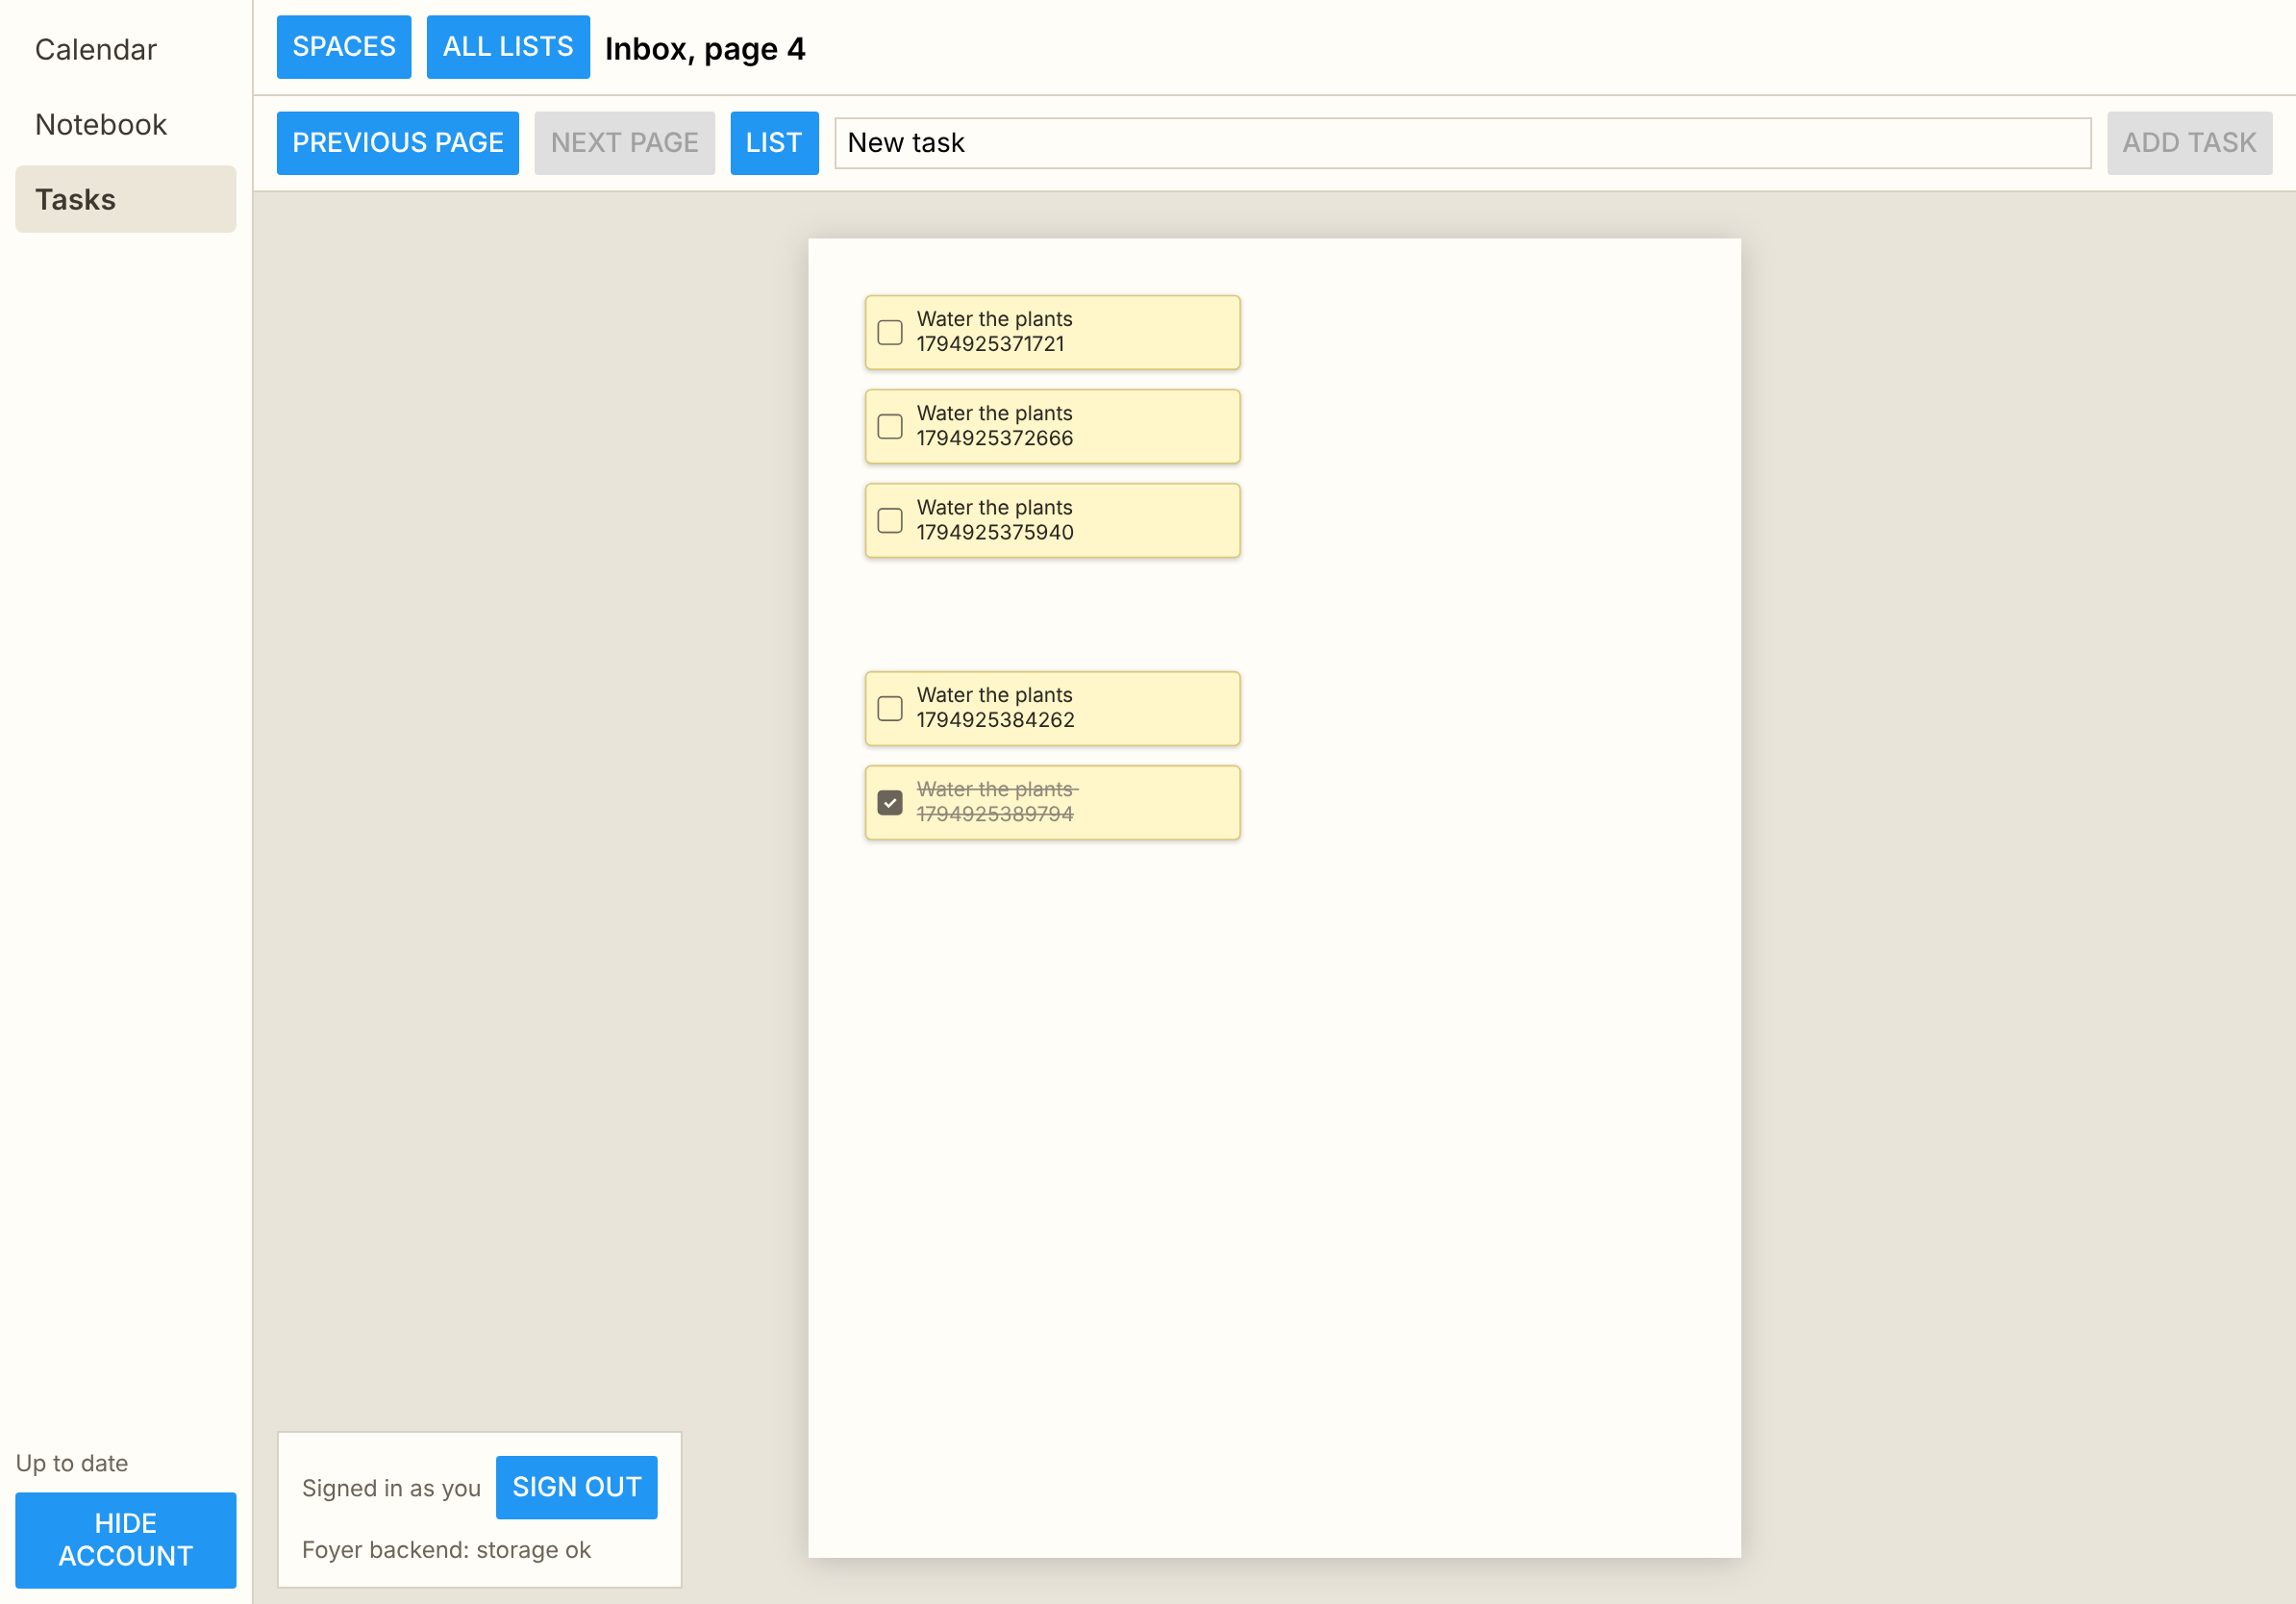 Calendar
Notebook
Tasks
SPACES
ALL LISTS
Inbox, page 4
PREVIOUS PAGE
NEXT PAGE
LIST
New task
ADD TASK
Water the plants
1794925371721
Water the plants
1794925372666
Water the plants
1794925375940
Water the plants
1794925384262
Water the plants
1794925389794
Up to date
HIDE
ACCOUNT
Signed in as you
SIGN OUT
Foyer backend: storage ok